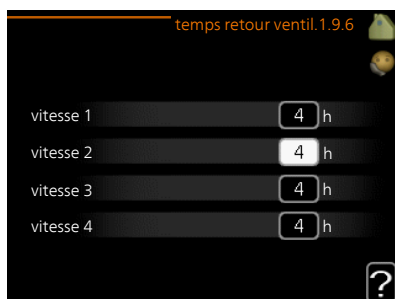 temps retour ventil.1.9.6
vitesse 1 4 h
vitesse 2 4 h
vitesse 3 4 h
vitesse 4 4 h
?